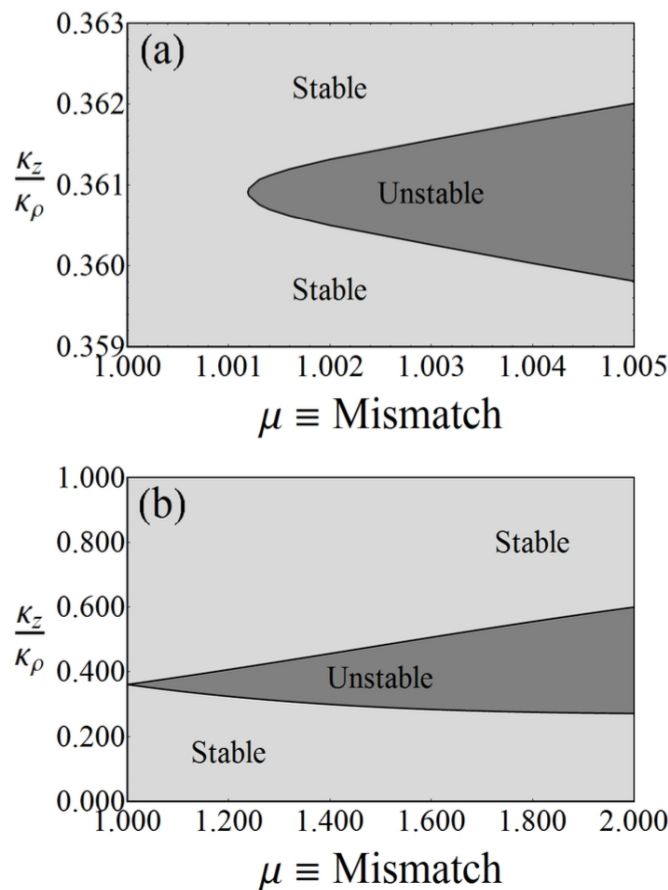 (a)
0.363
Stable
0.362
κz/κρ
0.361
Unstable
0.360
Stable
0.359
1.000 1.001 1.002 1.003 1.004 1.005
μ ≡ Mismatch
(b)
1.000
Stable
0.800
0.600
κz/κρ
0.400
Unstable
0.200
Stable
0.000
1.000 1.200 1.400 1.600 1.800 2.000
μ ≡ Mismatch